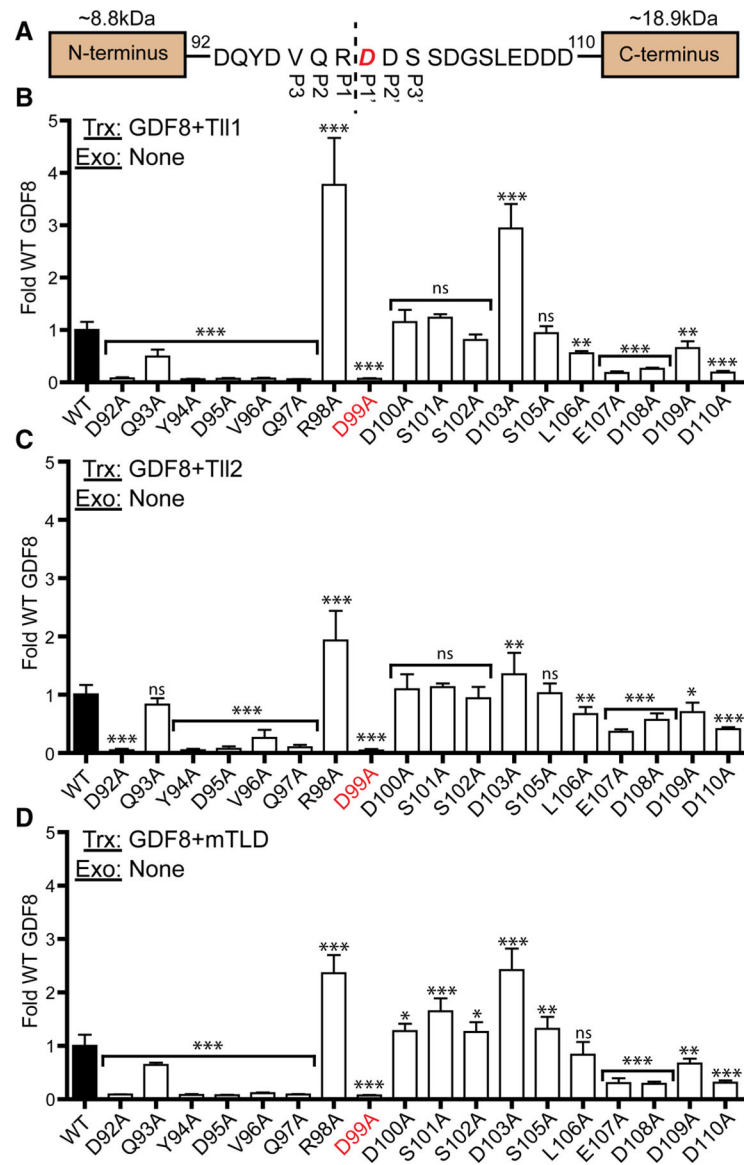 A
~8.8kDa
~18.9kDa
N-terminus
92
DQYDVQRDDSSDGSLEDDD
110
C-terminus
P3 P2 P1 P1' P2' P3'
B
Trx: GDF8+Tll1
Exo: None
Fold WT GDF8
5
4
3
2
1
0
***
***
***
ns
***
ns
**
***
**
***
WT D92A Q93A Y94A D95A V96A Q97A R98A D99A D100A S101A S102A D103A S105A L106A E107A D108A D109A D110A
C
Trx: GDF8+Tll2
Exo: None
Fold WT GDF8
5
4
3
2
1
0
***
ns
***
***
***
ns
**
ns
**
***
*
***
WT D92A Q93A Y94A D95A V96A Q97A R98A D99A D100A S101A S102A D103A S105A L106A E107A D108A D109A D110A
D
Trx: GDF8+mTLD
Exo: None
Fold WT GDF8
5
4
3
2
1
0
***
***
***
*
***
*
***
**
ns
***
**
***
WT D92A Q93A Y94A D95A V96A Q97A R98A D99A D100A S101A S102A D103A S105A L106A E107A D108A D109A D110A